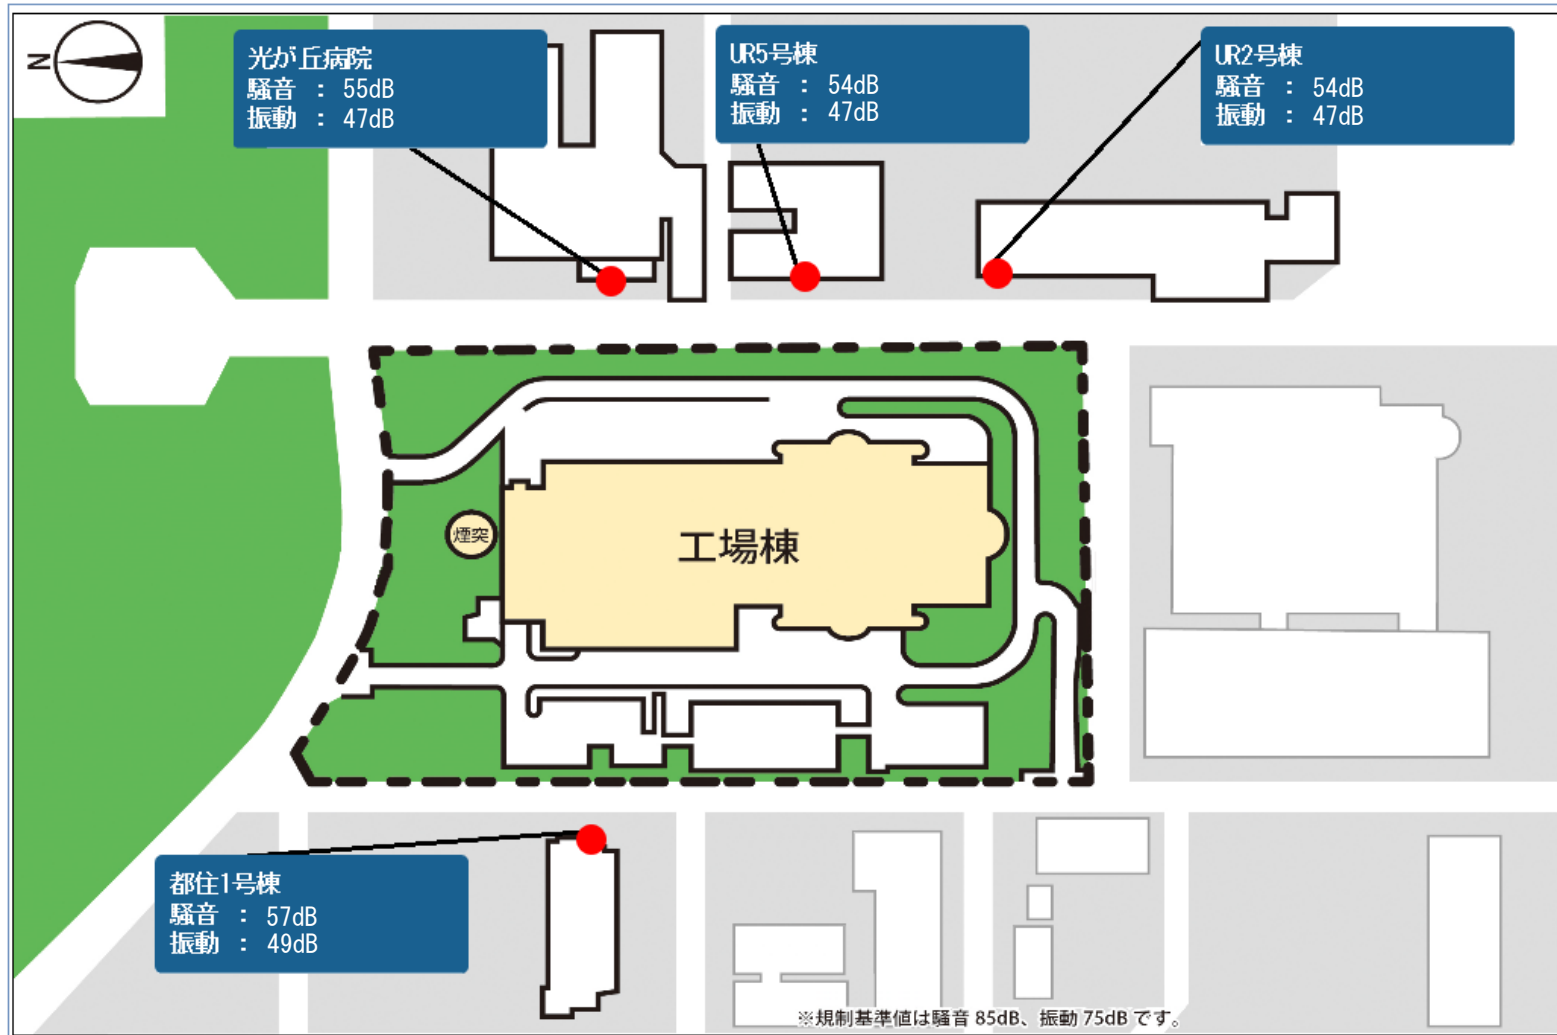 N
光が丘病院
騒音 : 55dB
振動 : 47dB
UR5号棟
騒音 : 54dB
振動 : 47dB
UR2号棟
騒音 : 54dB
振動 : 47dB
煙突
工場棟
都住1号棟
騒音 : 57dB
振動 : 49dB
※規制基準値は騒音 85dB、振動 75dB です。